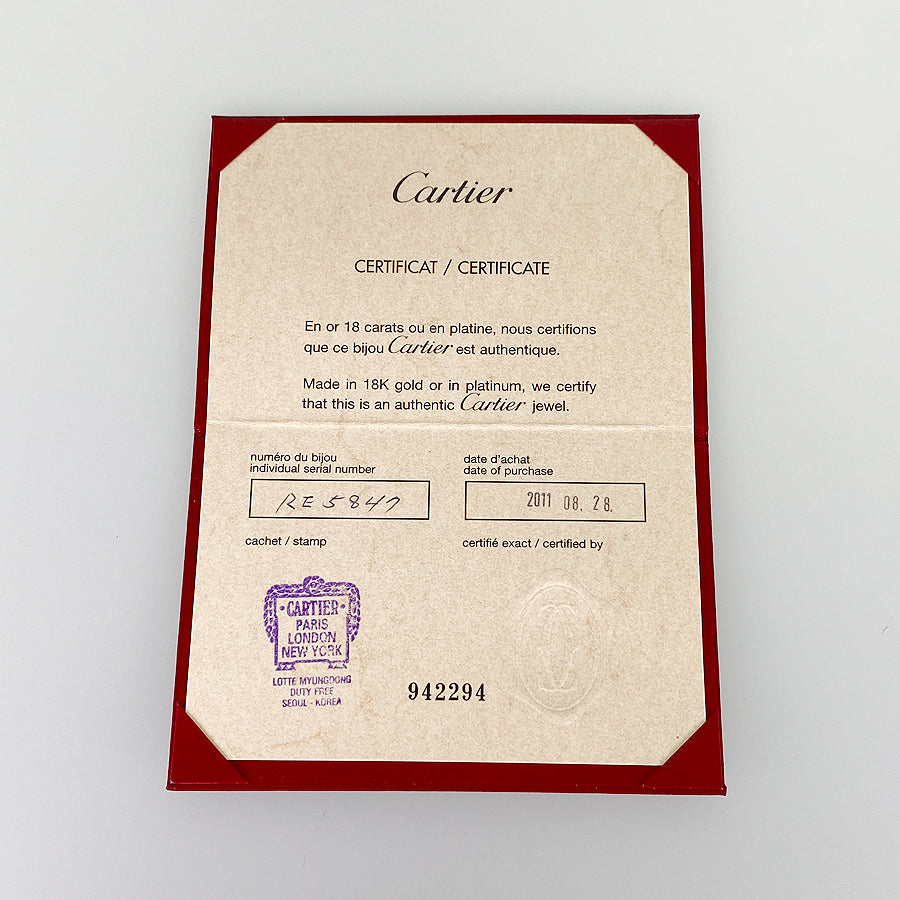 Cartier
CERTIFICAT / CERTIFICATE
En or 18 carats ou en platine, nous certifions
que ce bijou Cartier est authentique.
Made in 18K gold or in platinum, we certify
that this is an authentic Cartier jewel.
numéro du bijou
individual serial number
RE5847
date d'achat
date of purchase
2011 08. 28.
cachet / stamp
certifié exact / certified by
·CARTIER·
PARIS
LONDON
NEW YORK
LOTTE MYUNGDONG
DUTY FREE
SEOUL - KOREA
942294